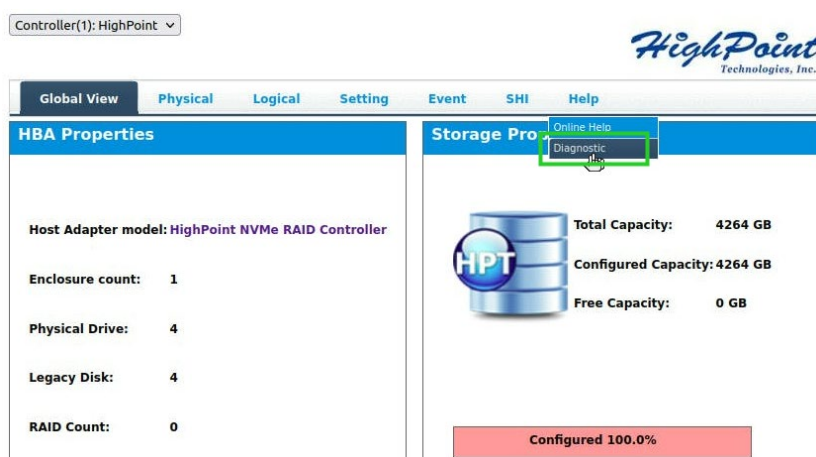 Controller(1): HighPoint
HighPoint
Technologies, Inc.
Global View Physical Logical Setting Event SHI Help
Online Help
Diagnostic
HBA Properties
Host Adapter model: HighPoint NVMe RAID Controller
Enclosure count: 1
Physical Drive: 4
Legacy Disk: 4
RAID Count: 0
Storage Pro
HPT
Total Capacity: 4264 GB
Configured Capacity: 4264 GB
Free Capacity: 0 GB
Configured 100.0%